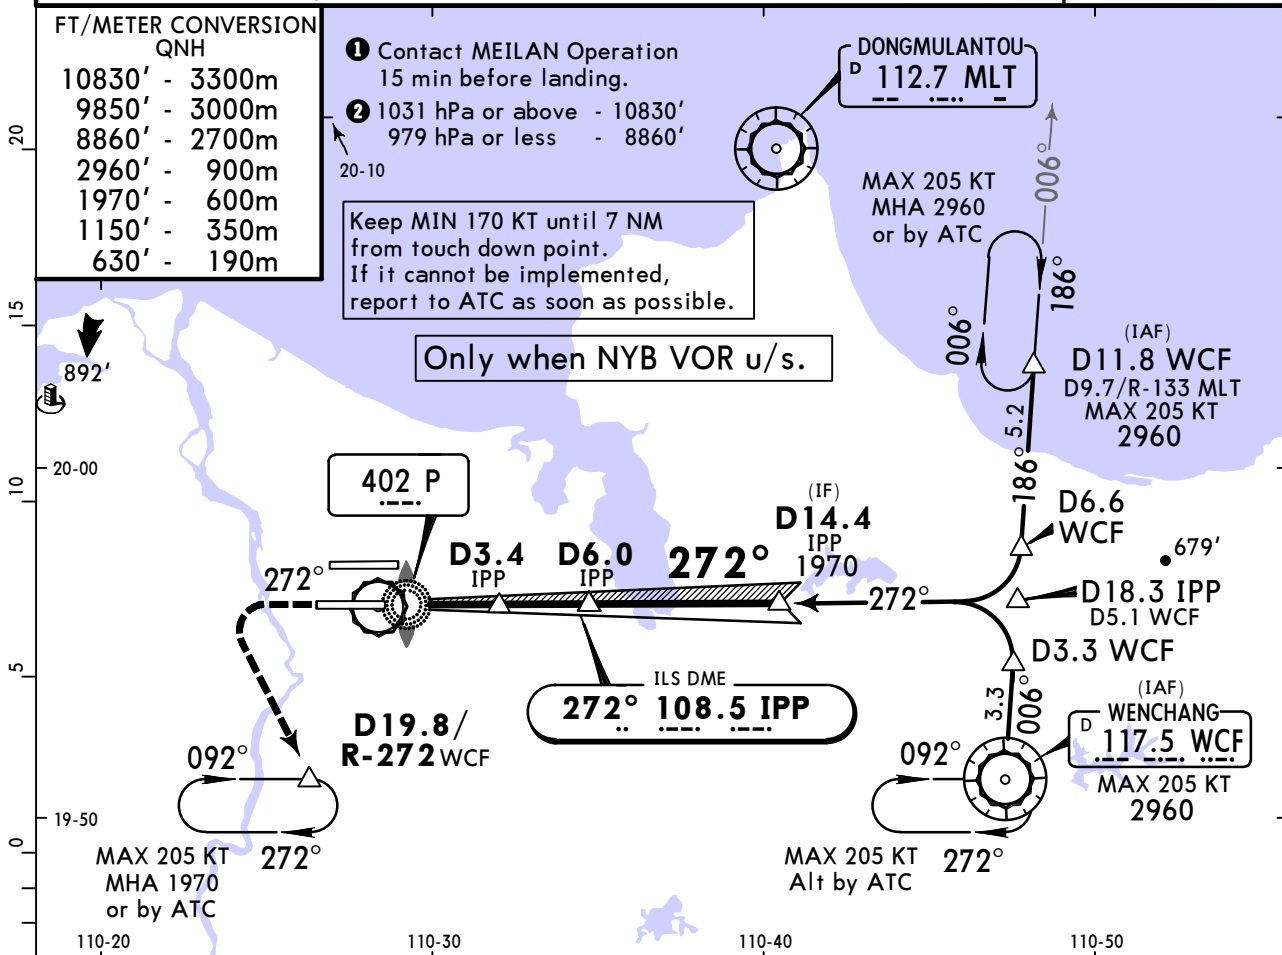 FT/METER CONVERSION
QNH
10830' - 3300m
9850' - 3000m
8860' - 2700m
2960' - 900m
1970' - 600m
1150' - 350m
630' - 190m
1 Contact MEILAN Operation
15 min before landing.
2 1031 hPa or above - 10830'
979 hPa or less - 8860'
20-10
DONGMULANTOU
D 112.7 MLT
Keep MIN 170 KT until 7 NM
from touch down point.
If it cannot be implemented,
report to ATC as soon as possible.
Only when NYB VOR u/s.
MAX 205 KT
MHA 2960
or by ATC
006°
186°
006°
(IAF)
D11.8 WCF
D9.7/R-133 MLT
MAX 205 KT
2960
5.2
186°
892'
20
15
10
5
0
20-00
402 P
(IF)
D14.4
IPP
1970
D6.6
WCF
679'
D3.4
IPP
D6.0
IPP
272°
272°
272°
D18.3 IPP
D5.1 WCF
D3.3 WCF
ILS DME
272° 108.5 IPP
3.3
006°
(IAF)
WENCHANG
D 117.5 WCF
MAX 205 KT
2960
D19.8/
R-272 WCF
092°
272°
MAX 205 KT
MHA 1970
or by ATC
092°
272°
MAX 205 KT
Alt by ATC
19-50
110-20
110-30
110-40
110-50